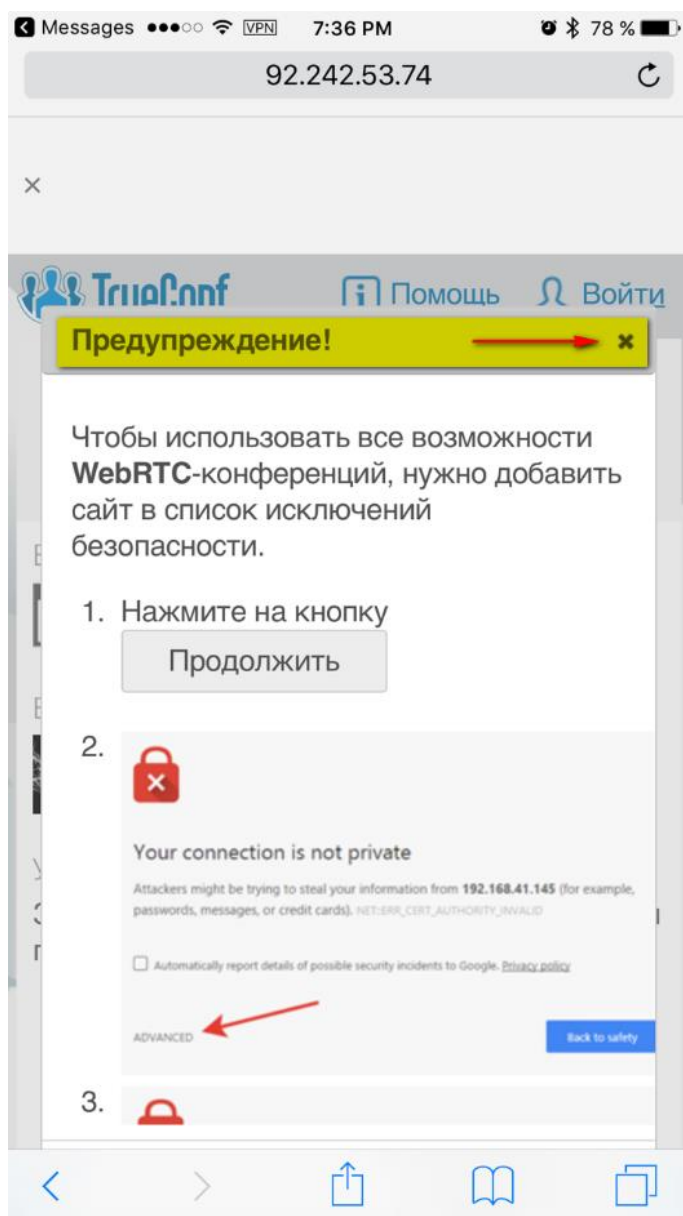 Messages VPN 7:36 PM 78 %
92.242.53.74
×
TrueConf Помощь Войти
Предупреждение! ×
Чтобы использовать все возможности
WebRTC-конференций, нужно добавить
сайт в список исключений
безопасности.
1. Нажмите на кнопку
Продолжить
2.
Your connection is not private
Attackers might be trying to steal your information from 192.168.41.145 (for example,
passwords, messages, or credit cards). NET::ERR_CERT_AUTHORITY_INVALID
Automatically report details of possible security incidents to Google. Privacy policy
ADVANCED Back to safety
3.